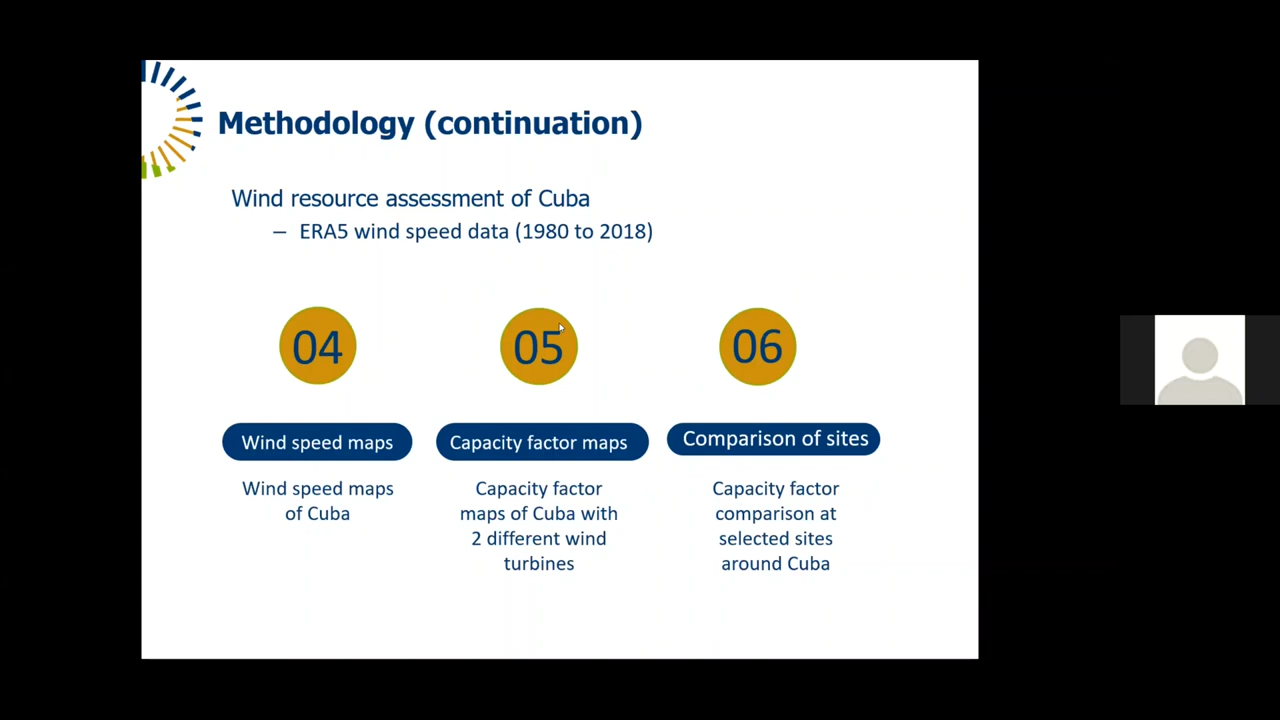 Methodology (continuation)
Wind resource assessment of Cuba
– ERA5 wind speed data (1980 to 2018)
04
05
06
Wind speed maps
Capacity factor maps
Comparison of sites
Wind speed maps
of Cuba
Capacity factor
maps of Cuba with
2 different wind
turbines
Capacity factor
comparison at
selected sites
around Cuba